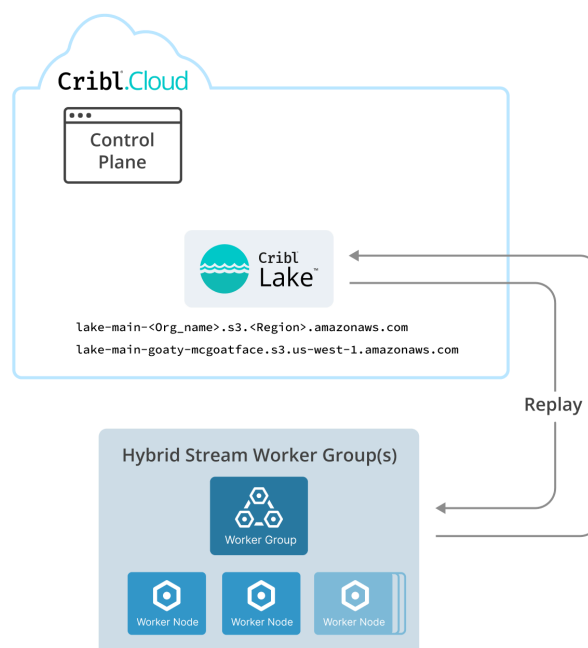 Cribl.Cloud
Control
Plane
Cribl
Lake™
lake-main-<Org_name>.s3.<Region>.amazonaws.com
lake-main-goaty-mcgoatface.s3.us-west-1.amazonaws.com
Replay
Hybrid Stream Worker Group(s)
Worker Group
Worker Node
Worker Node
Worker Node